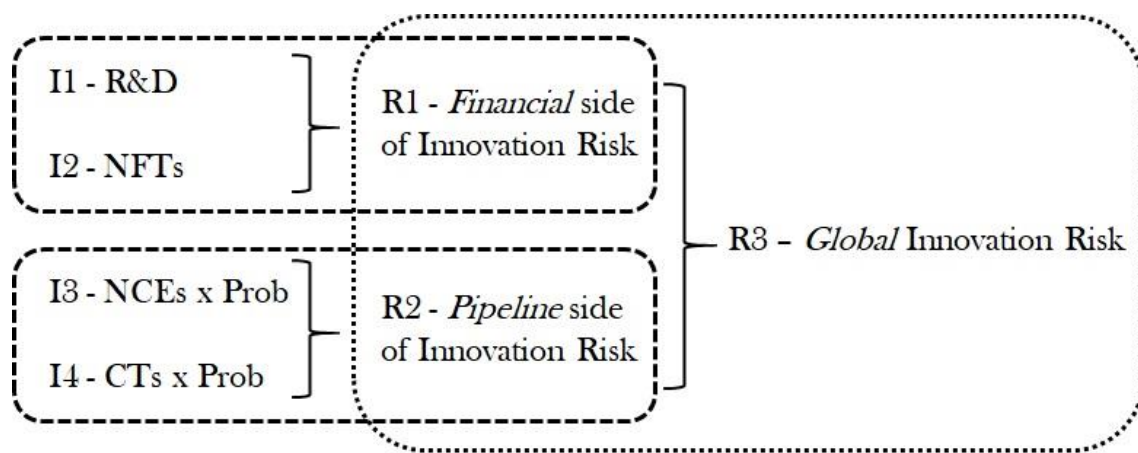 I1 - R&D
I2 - NFTs
R1 - Financial side
of Innovation Risk
I3 - NCEs x Prob
I4 - CTs x Prob
R2 - Pipeline side
of Innovation Risk
R3 – Global Innovation Risk